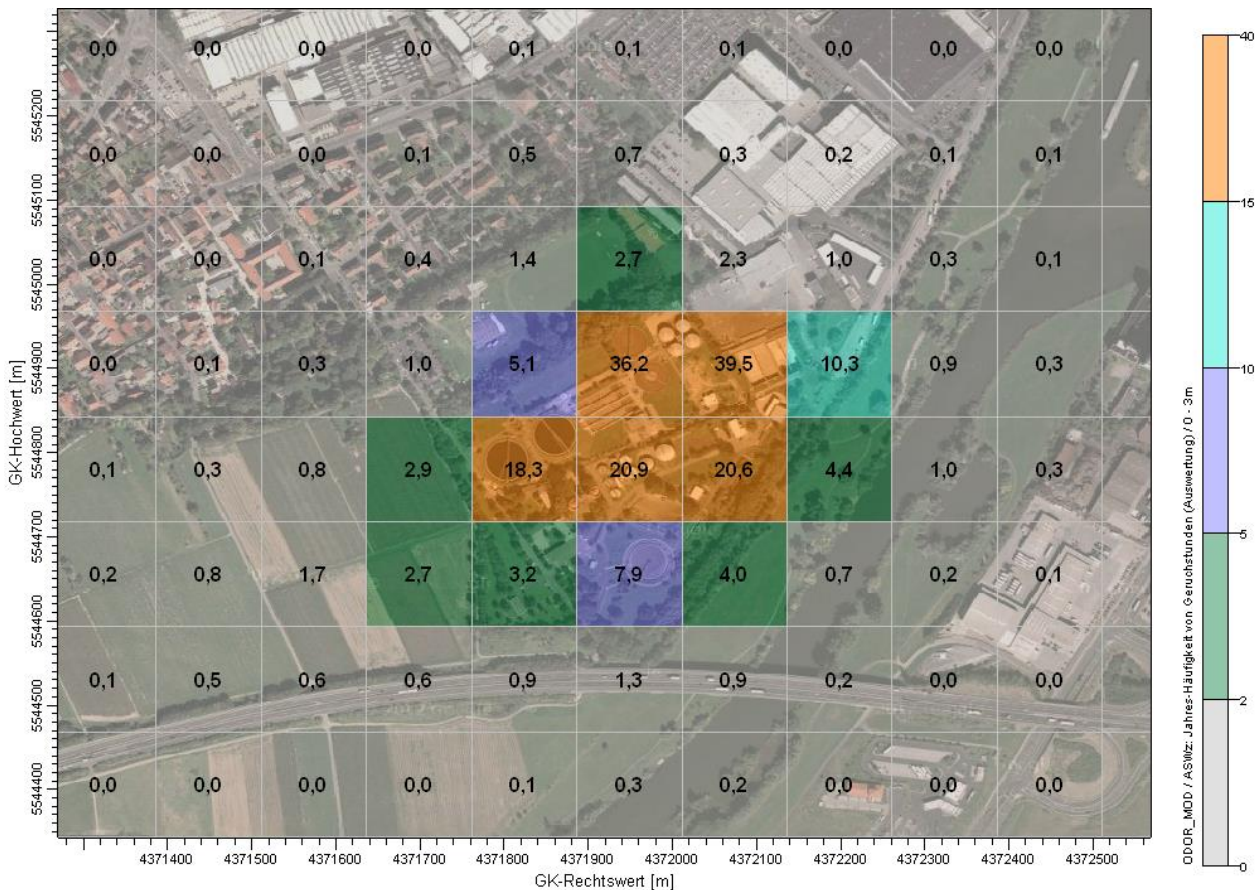 0,0 0,0 0,0 0,0 0,1 0,1 0,1 0,0 0,0 0,0
0,0 0,0 0,0 0,1 0,5 0,7 0,3 0,2 0,1 0,1
0,0 0,0 0,1 0,4 1,4 2,7 2,3 1,0 0,3 0,1
0,0 0,1 0,3 1,0 5,1 36,2 39,5 10,3 0,9 0,3
0,1 0,3 0,8 2,9 18,3 20,9 20,6 4,4 1,0 0,3
0,2 0,8 1,7 2,7 3,2 7,9 4,0 0,7 0,2 0,1
0,1 0,5 0,6 0,6 0,9 1,3 0,9 0,2 0,0 0,0
0,0 0,0 0,0 0,0 0,1 0,3 0,2 0,0 0,0 0,0
5545200
5545100
5545000
5544900
5544800
5544700
5544600
5544500
5544400
GK-Hochwert [m]
4371400 4371500 4371600 4371700 4371800 4371900 4372000 4372100 4372200 4372300 4372400 4372500
GK-Rechtswert [m]
40
15
10
5
2
0
ODOR_MOD / ASWz: Jahres-Häufigkeit von Geruchstunden (Auswertung) / 0 - 3m